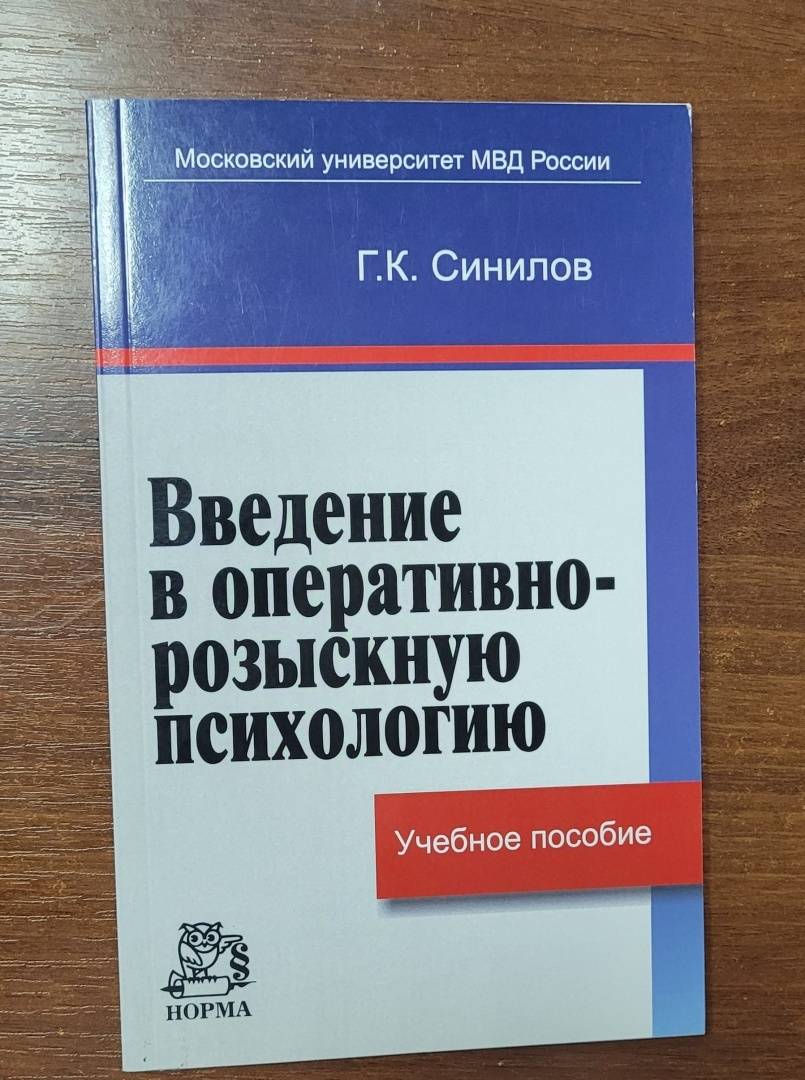 Московский университет МВД России
Г.К. Синилов
Введение
в оперативно-
розыскную
психологию
Учебное пособие
§
НОРМА